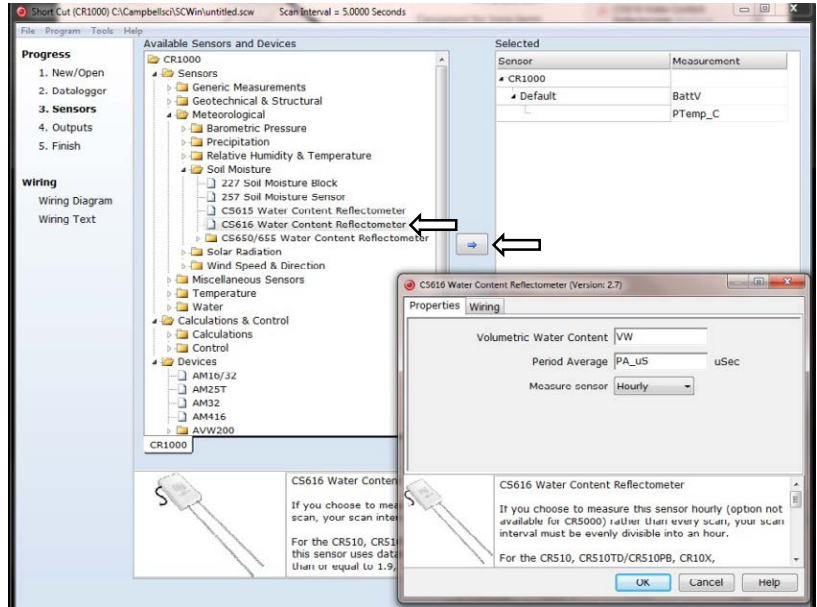 Short Cut (CR1000) C:\Campbellsci\SCWin\untitled.scw Scan Interval = 5.0000 Seconds
File Program Tools Help
Progress
1. New/Open
2. Datalogger
3. Sensors
4. Outputs
5. Finish
Wiring
Wiring Diagram
Wiring Text
Available Sensors and Devices
CR1000
Sensors
Generic Measurements
Geotechnical & Structural
Meteorological
Barometric Pressure
Precipitation
Relative Humidity & Temperature
Soil Moisture
227 Soil Moisture Block
257 Soil Moisture Sensor
CS615 Water Content Reflectometer
CS616 Water Content Reflectometer
CS650/655 Water Content Reflectometer
Solar Radiation
Wind Speed & Direction
Miscellaneous Sensors
Temperature
Water
Calculations & Control
Calculations
Control
Devices
AM16/32
AM25T
AM32
AM416
AVW200
CR1000
Selected
Sensor Measurement
CR1000
Default BattV
PTemp_C
CS616 Water Conten
If you choose to mea
scan, your scan inte
For the CR510, CR51
this sensor uses data
than or equal to 1.9,
CS616 Water Content Reflectometer (Version: 2.7)
Properties Wiring
Volumetric Water Content VW
Period Average PA_uS uSec
Measure sensor Hourly
CS616 Water Content Reflectometer
If you choose to measure this sensor hourly (option not
available for CR5000) rather than every scan, your scan
interval must be evenly divisible into an hour.
For the CR510, CR510TD/CR510PB, CR10X,
OK Cancel Help